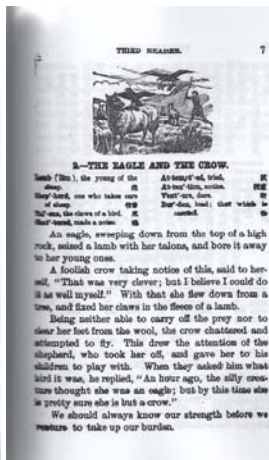 THIRD READER. 7
2.—THE EAGLE AND THE CROW.
Lamb (lăm), the young of the
sheep.
Shep'-herd, one who takes care
of sheep.
Tal'-ons, the claws of a bird.
Chat'-tered, made a noise.
At-tempt'-ed, tried,
At-ten'-tion, notice.
Vent'-ure, dare.
Bur'-den, load; that which is
carried.
An eagle, sweeping down from the top of a high
rock, seized a lamb with her talons, and bore it away
to her young ones.
A foolish crow taking notice of this, said to her-
self, "That was very clever; but I believe I could do
it as well myself." With that she flew down from a
tree, and fixed her claws in the fleece of a lamb.
Being neither able to carry off the prey nor to
clear her feet from the wool, the crow chattered and
attempted to fly. This drew the attention of the
shepherd, who took her off, and gave her to his
children to play with. When they asked him what
bird it was, he replied, "An hour ago, the silly crea-
ture thought she was an eagle; but by this time she
is pretty sure she is but a crow."
We should always know our strength before we
venture to take up our burden.